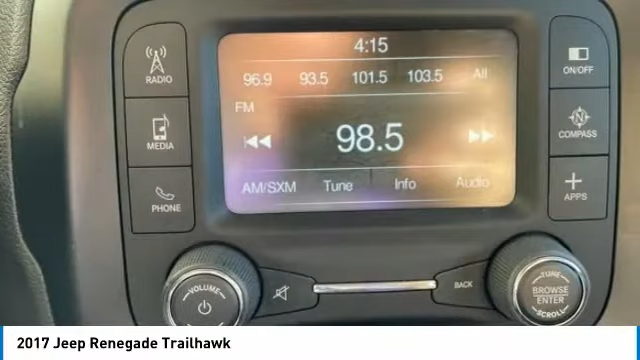 4:15
RADIO
96.9 93.5 101.5 103.5 All
ON/OFF
FM
MEDIA
98.5
N
COMPASS
PHONE
AM/SXM Tune Info Audio
APPS
VOLUME
BACK
TUNE
BROWSE
ENTER
SCROLL
2017 Jeep Renegade Trailhawk